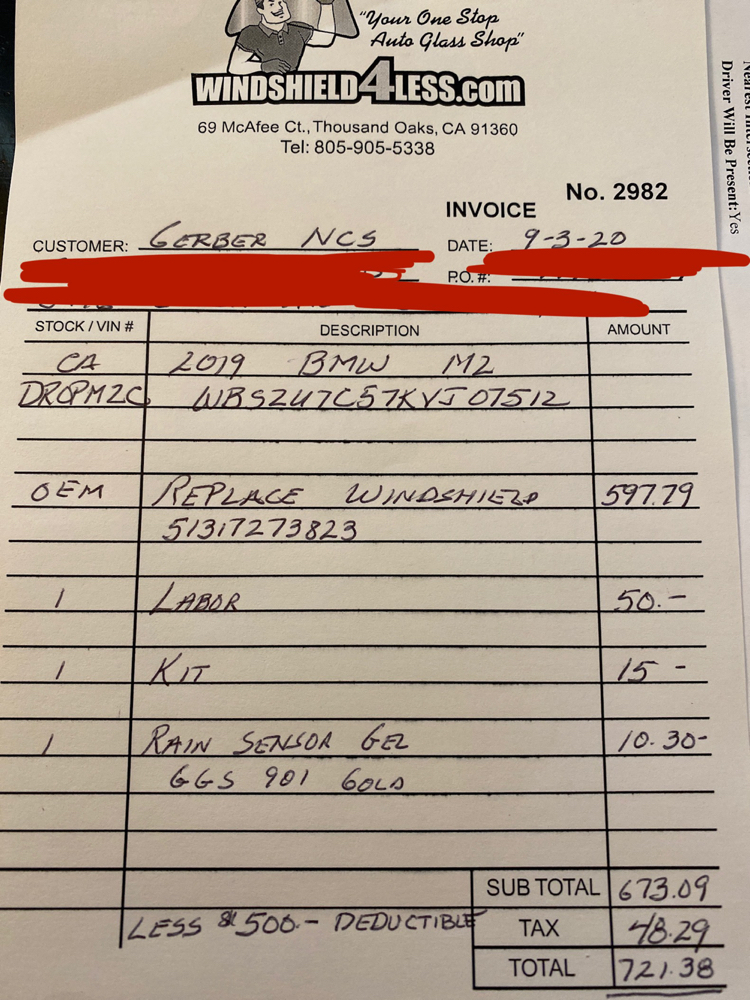 "Your One Stop
Auto Glass Shop"
WINDSHIELD4LESS.com
69 McAfee Ct., Thousand Oaks, CA 91360
Tel: 805-905-5338
Driver Will Be Present: Yes
No. 2982
INVOICE
CUSTOMER: GERBER NCS DATE: 9-3-20
P.O. #:
STOCK / VIN # DESCRIPTION AMOUNT
CA 2019 BMW M2
DROPM2C WBS2U7C57KVJ07512
OEM REPLACE WINDSHIELD 597.79
51317273823
1 LABOR 50.-
1 KIT 15 -
1 RAIN SENSOR GEL 10.30-
GGS 901 GOLD
SUB TOTAL 673.09
LESS $500.- DEDUCTIBLE TAX 48.29
TOTAL 721.38